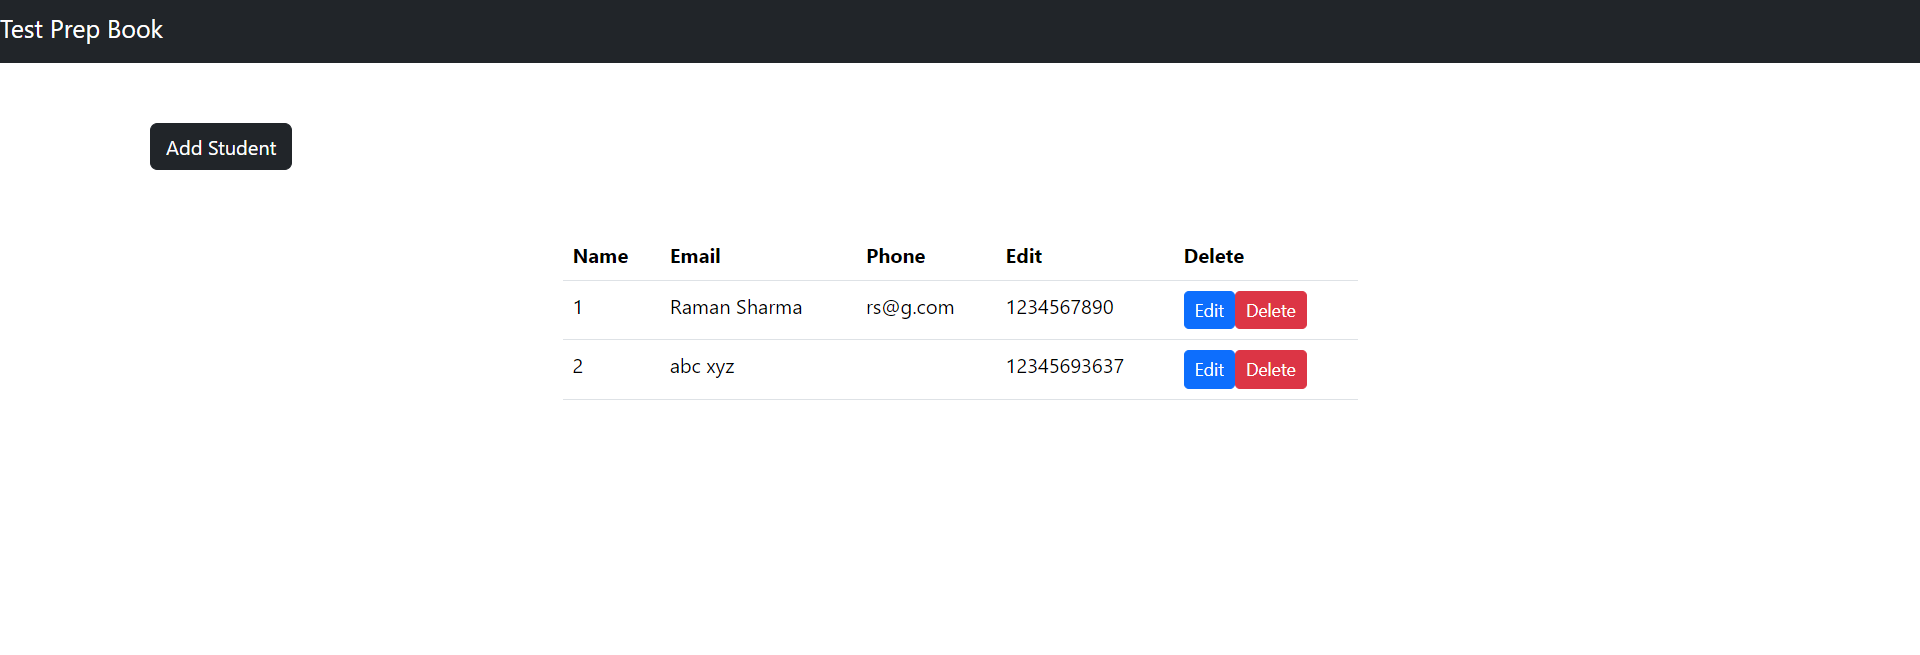 Test Prep Book
Add Student
Name Email Phone Edit Delete
1 Raman Sharma rs@g.com 1234567890 Edit Delete
2 abc xyz 12345693637 Edit Delete